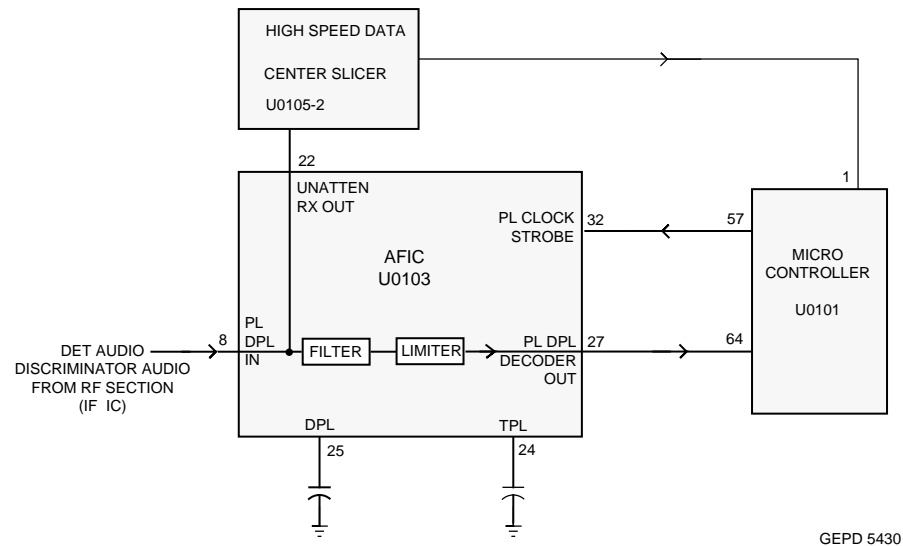 HIGH SPEED DATA
CENTER SLICER
U0105-2
22
UNATTEN
RX OUT
1
PL CLOCK
STROBE
32
57
AFIC
U0103
MICRO
CONTROLLER
U0101
8
PL
DPL
IN
FILTER
LIMITER
PL DPL
DECODER
OUT
27
64
DET AUDIO
DISCRIMINATOR AUDIO
FROM RF SECTION
(IF IC)
DPL
25
TPL
24
GEPD 5430